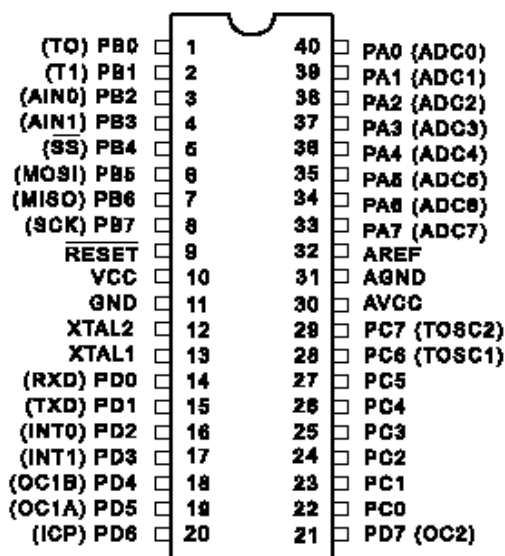 (T0) PB0 1 40 PA0 (ADC0)
(T1) PB1 2 39 PA1 (ADC1)
(AIN0) PB2 3 38 PA2 (ADC2)
(AIN1) PB3 4 37 PA3 (ADC3)
(SS) PB4 5 36 PA4 (ADC4)
(MOSI) PB5 6 35 PA5 (ADC5)
(MISO) PB6 7 34 PA6 (ADC6)
(SCK) PB7 8 33 PA7 (ADC7)
RESET 9 32 AREF
VCC 10 31 AGND
GND 11 30 AVCC
XTAL2 12 29 PC7 (TOSC2)
XTAL1 13 28 PC6 (TOSC1)
(RXD) PD0 14 27 PC5
(TXD) PD1 15 26 PC4
(INT0) PD2 16 25 PC3
(INT1) PD3 17 24 PC2
(OC1B) PD4 18 23 PC1
(OC1A) PD5 19 22 PC0
(ICP) PD6 20 21 PD7 (OC2)